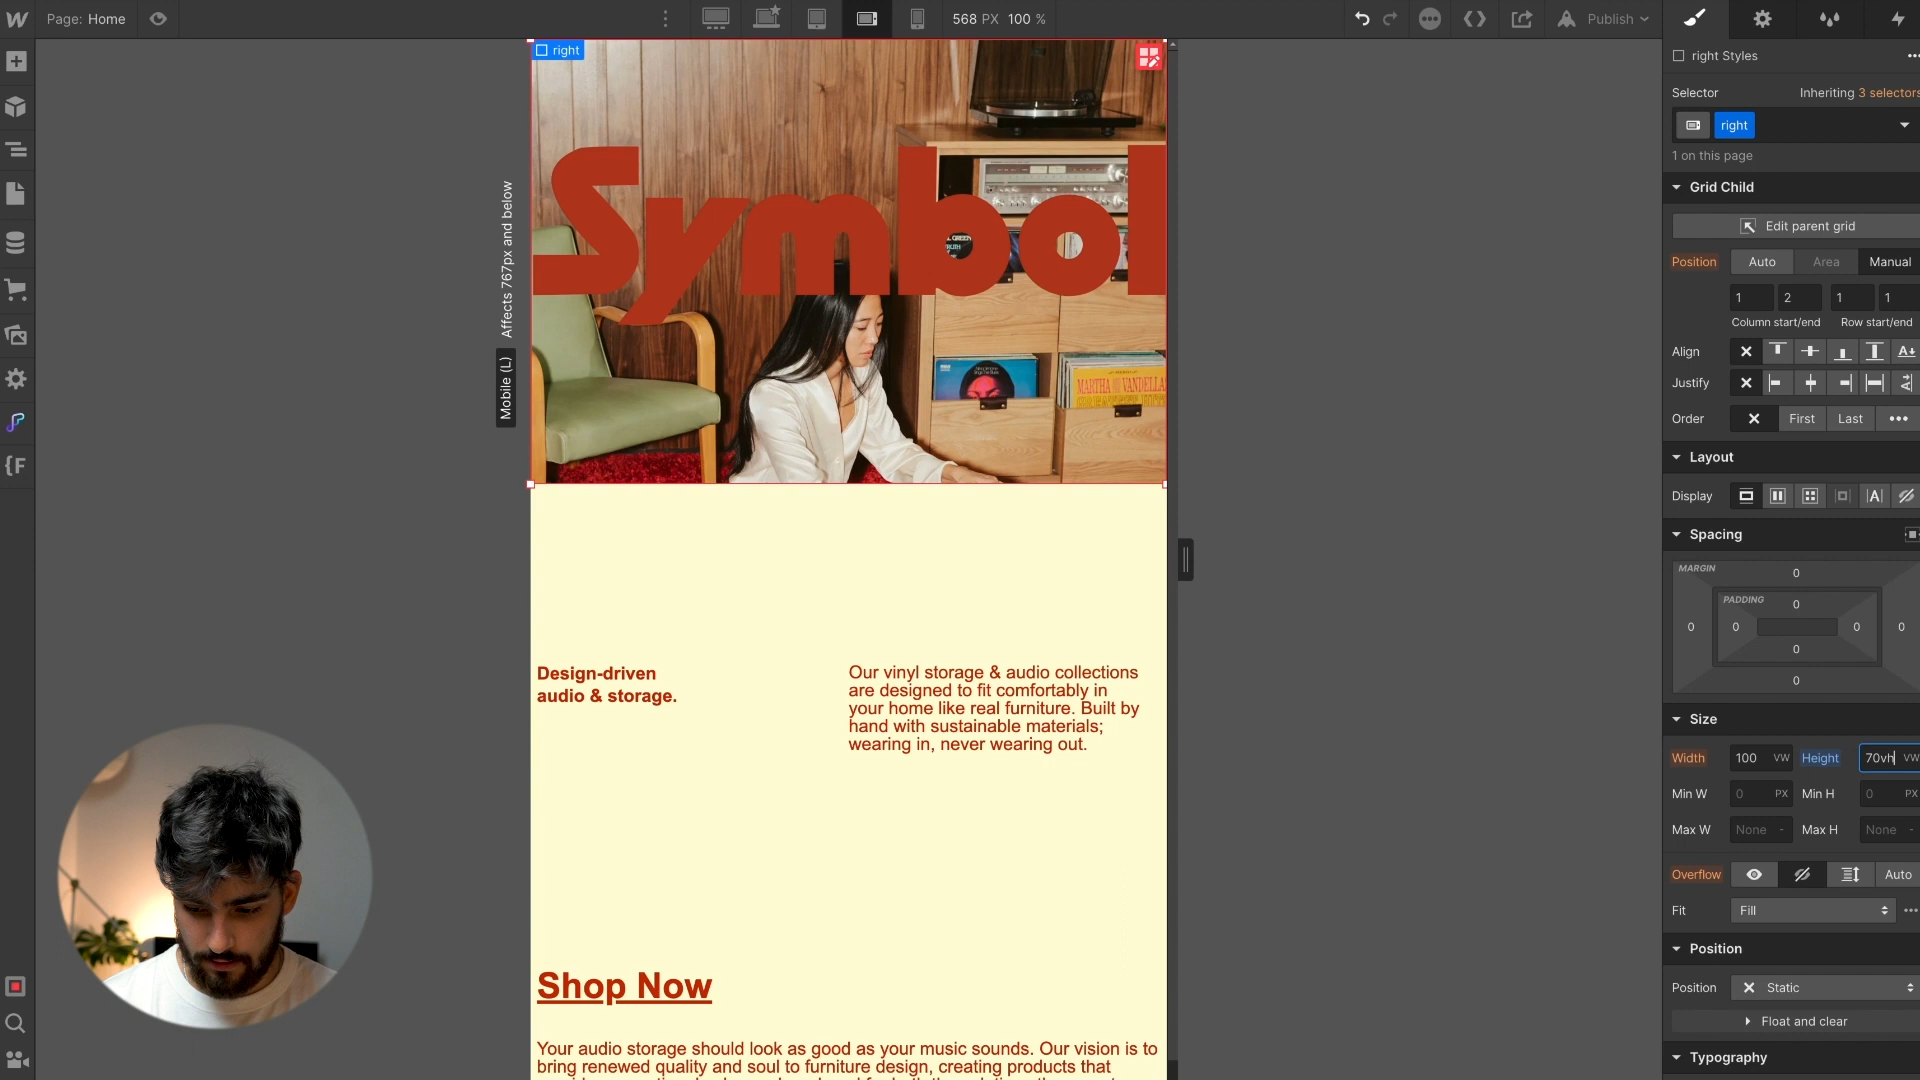 Page: Home
568 PX 100 %
Publish
right
right Styles
Selector
Inheriting 3 selectors
right
1 on this page
Grid Child
Edit parent grid
Position
Auto
Area
Manual
1
2
1
1
Column start/end
Row start/end
Align
Justify
Order
First
Last
Layout
Display
Spacing
MARGIN
0
PADDING
0
0
0
0
0
0
0
Size
Width
100 VW
Height
70vh VW
Min W
0 PX
Min H
0 PX
Max W
None -
Max H
None -
Overflow
Auto
Fit
Fill
Position
Position
Static
Float and clear
Typography
Affects 767px and below
Mobile (L)
Symbol
MARTHA VANDELLA
Design-driven
audio & storage.
Our vinyl storage & audio collections
are designed to fit comfortably in
your home like real furniture. Built by
hand with sustainable materials;
wearing in, never wearing out.
Shop Now
Your audio storage should look as good as your music sounds. Our vision is to
bring renewed quality and soul to furniture design, creating products that